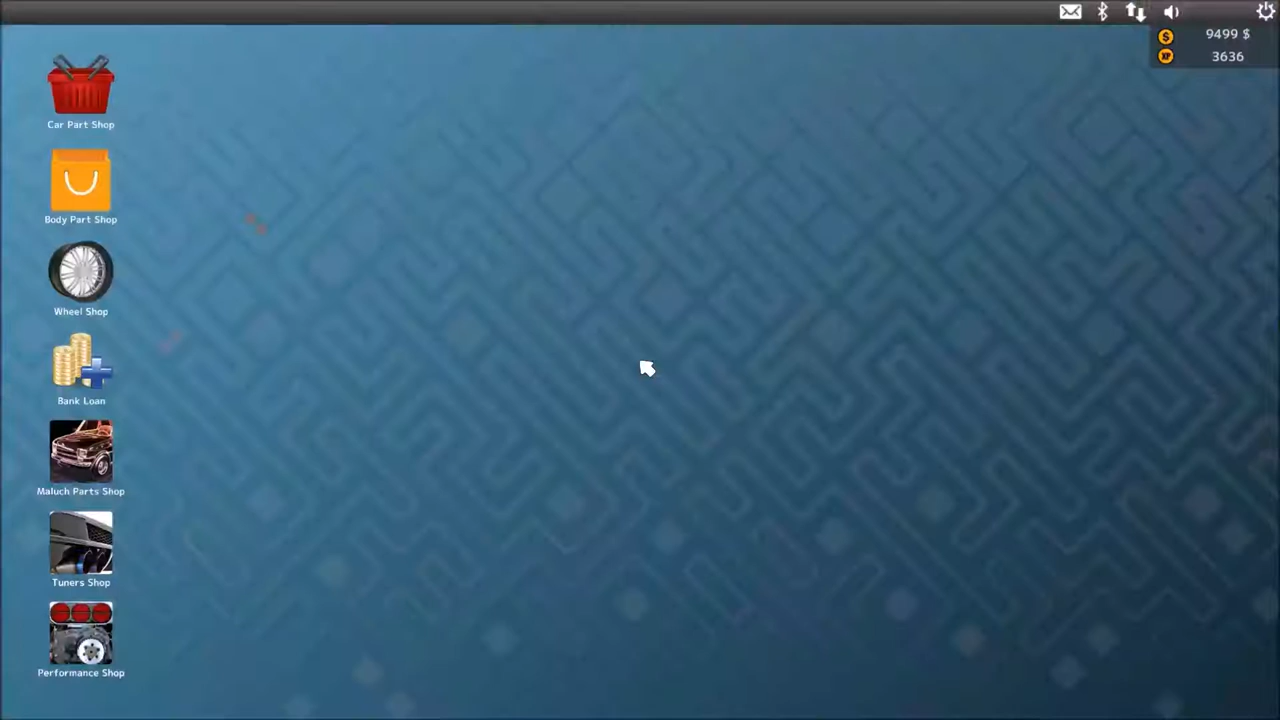 9499 $
XP
3636
Car Part Shop
Body Part Shop
Wheel Shop
Bank Loan
Maluch Parts Shop
Tuners Shop
Performance Shop